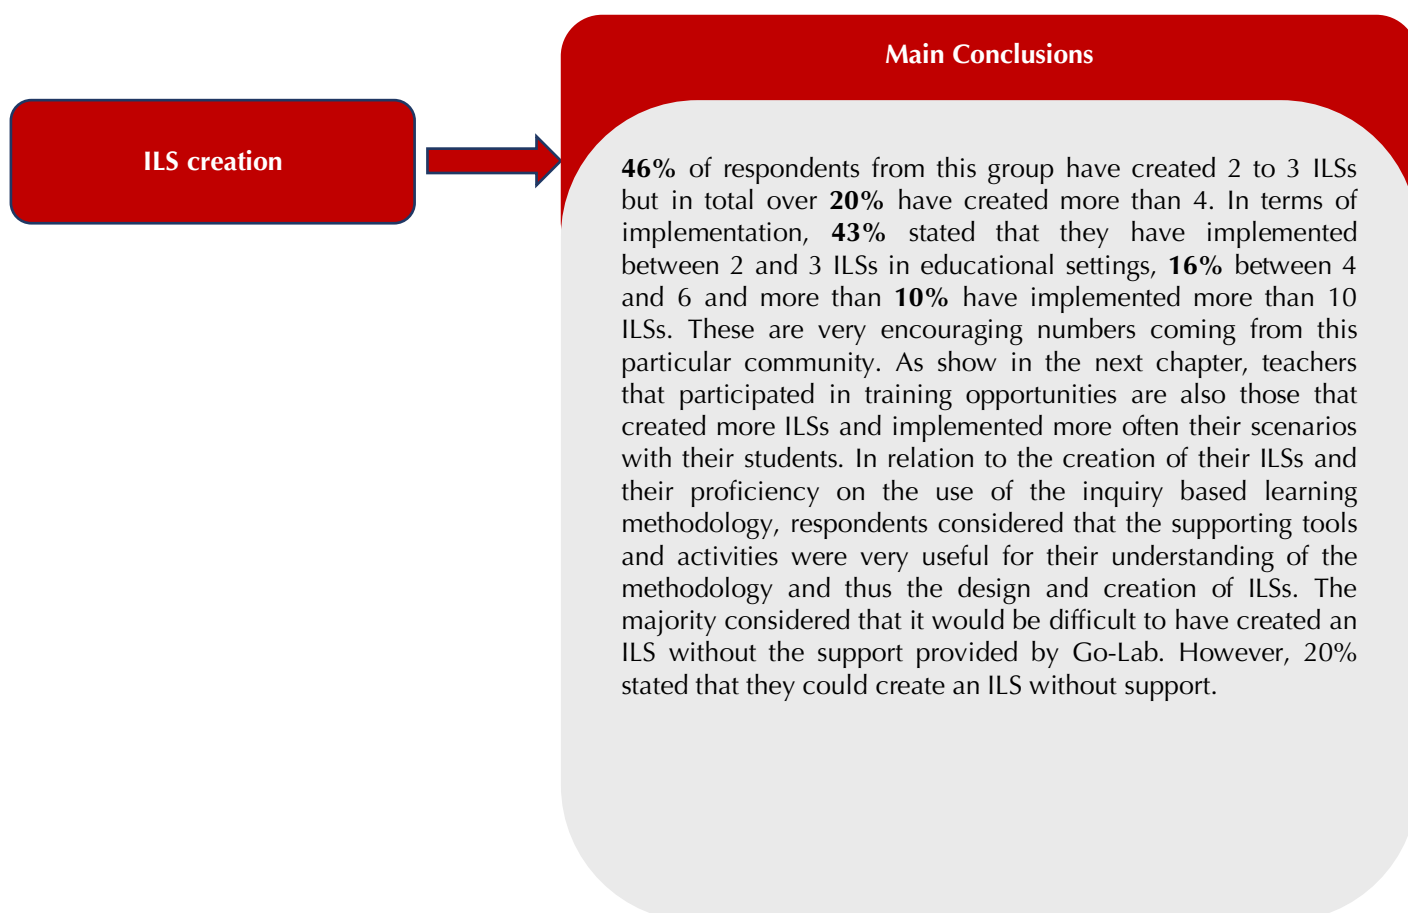 Main Conclusions
ILS creation
46% of respondents from this group have created 2 to 3 ILSs
but in total over 20% have created more than 4. In terms of
implementation, 43% stated that they have implemented
between 2 and 3 ILSs in educational settings, 16% between 4
and 6 and more than 10% have implemented more than 10
ILSs. These are very encouraging numbers coming from this
particular community. As show in the next chapter, teachers
that participated in training opportunities are also those that
created more ILSs and implemented more often their scenarios
with their students. In relation to the creation of their ILSs and
their proficiency on the use of the inquiry based learning
methodology, respondents considered that the supporting tools
and activities were very useful for their understanding of the
methodology and thus the design and creation of ILSs. The
majority considered that it would be difficult to have created an
ILS without the support provided by Go-Lab. However, 20%
stated that they could create an ILS without support.